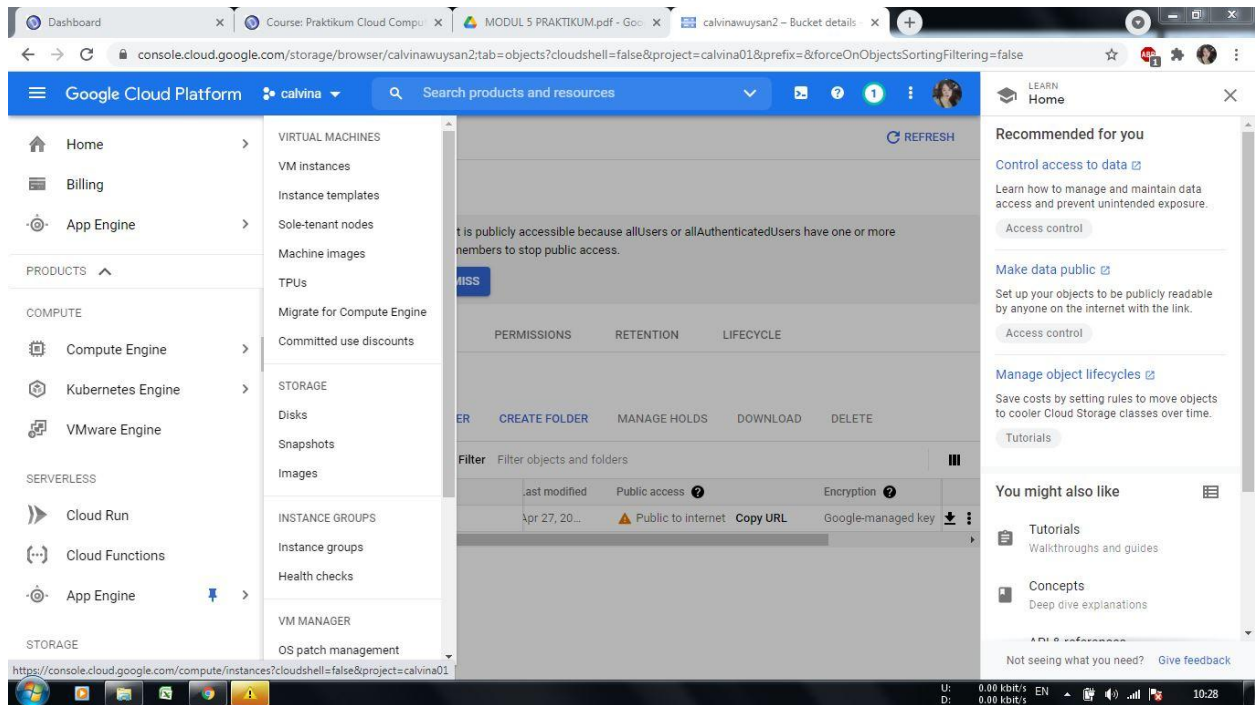 Dashboard
Course: Praktikum Cloud Compu
MODUL 5 PRAKTIKUM.pdf - Goo
calvinawuysan2 – Bucket details
console.cloud.google.com/storage/browser/calvinawuysan2;tab=objects?cloudshell=false&project=calvina01&prefix=&forceOnObjectsSortingFiltering=false
Google Cloud Platform
calvina
Search products and resources
1
Home
Billing
App Engine
PRODUCTS
COMPUTE
Compute Engine
Kubernetes Engine
VMware Engine
SERVERLESS
Cloud Run
Cloud Functions
App Engine
STORAGE
https://console.cloud.google.com/compute/instances?cloudshell=false&project=calvina01
VIRTUAL MACHINES
VM instances
Instance templates
Sole-tenant nodes
Machine images
TPUs
Migrate for Compute Engine
Committed use discounts
STORAGE
Disks
Snapshots
Images
INSTANCE GROUPS
Instance groups
Health checks
VM MANAGER
OS patch management
REFRESH
t is publicly accessible because allUsers or allAuthenticatedUsers have one or more
members to stop public access.
MISS
PERMISSIONS RETENTION LIFECYCLE
ER CREATE FOLDER MANAGE HOLDS DOWNLOAD DELETE
Filter Filter objects and folders
Last modified Public access Encryption
Apr 27, 20... Public to internet Copy URL Google-managed key
LEARN
Home
Recommended for you
Control access to data
Learn how to manage and maintain data
access and prevent unintended exposure.
Access control
Make data public
Set up your objects to be publicly readable
by anyone on the internet with the link.
Access control
Manage object lifecycles
Save costs by setting rules to move objects
to cooler Cloud Storage classes over time.
Tutorials
You might also like
Tutorials
Walkthroughs and guides
Concepts
Deep dive explanations
Not seeing what you need? Give feedback
U: 0.00 kbit/s
D: 0.00 kbit/s
EN
10:28